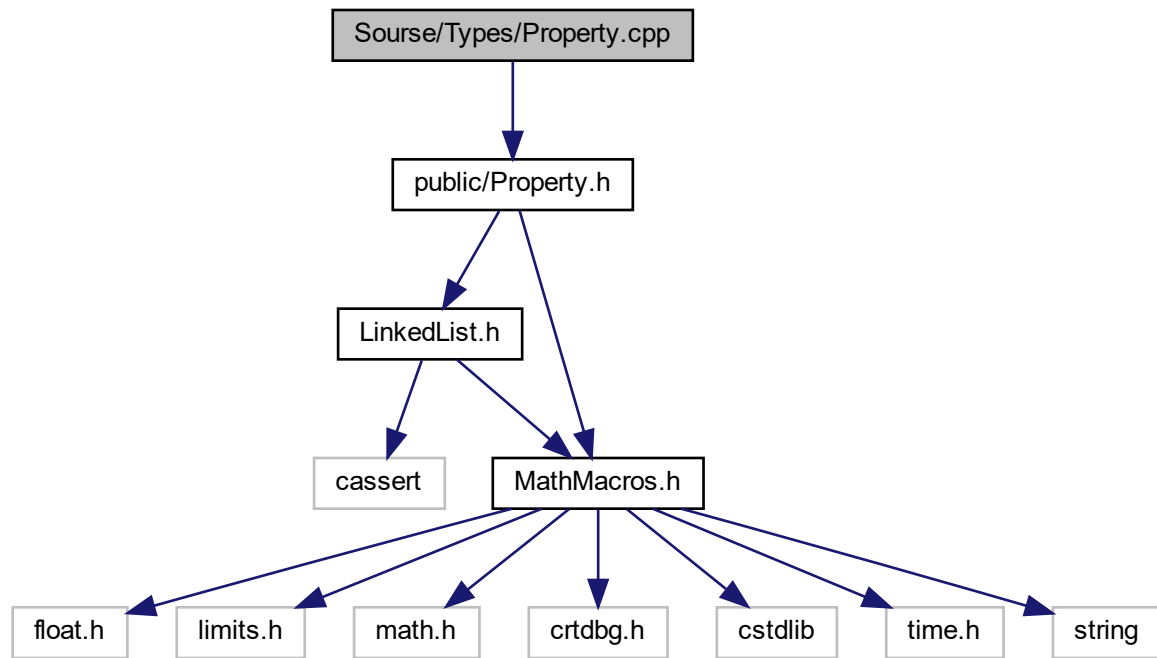 Sourse/Types/Property.cpp
public/Property.h
LinkedList.h
cassert
MathMacros.h
float.h
limits.h
math.h
crtdbg.h
cstdlib
time.h
string